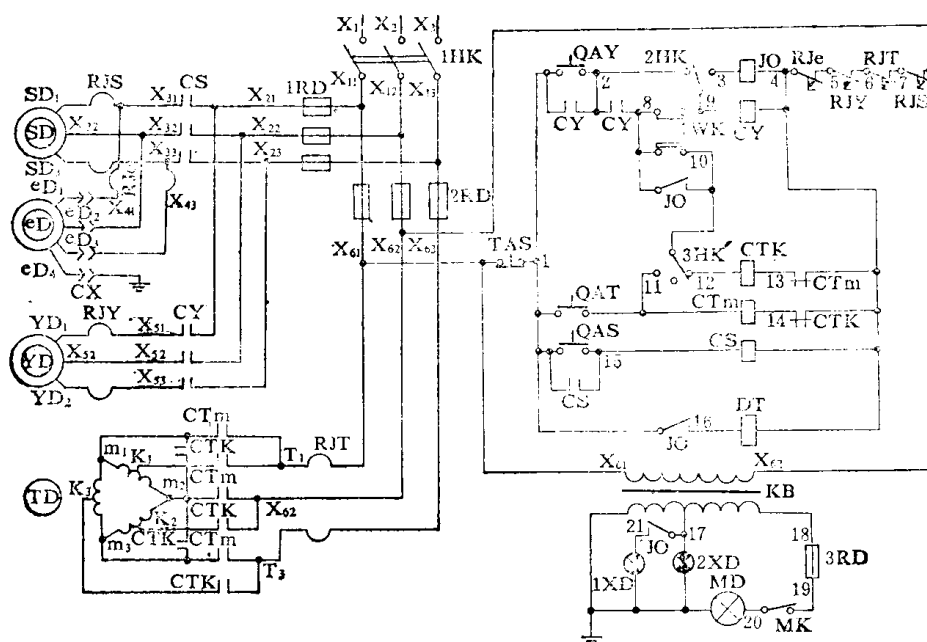 X₁ X₂ X₃
1HK
X₁₁ X₁₂ X₁₃
RJS X₃₁ CS X₂₁ 1RD
SD₁
SD X₃₂ X₂₂
X₃₃ X₂₃
eD₁
eD₂
eD₃
eD
eD₄
X₄₁ X₄₃
CX
2RD
X₆₁ X₆₂ X₆₃
RJY CY
YD₁ X₅₁
YD X₅₂ X₅₂
YD₂ X₅₃
CTm
CTK
m₁ K₁ T₁ RJT
CTm
TD K₃ m₂
CTK X₆₂
K₂
CTK CTm
m₃
CTK T₃
QAY 2HK JO RJe RJT
2 3 4 5 6 7
RJY RJS
CY CY 8 9 WK CY
10
JO
TAS 1
3HK CTK
11 12 13 CTm
QAT CTm
14 CTK
QAS CS
15
CS
DT
16
JO
X₆₁ X₆₂
KB
21 17 18
JO
1XD 2XD 3RD
MD 19
20 MK